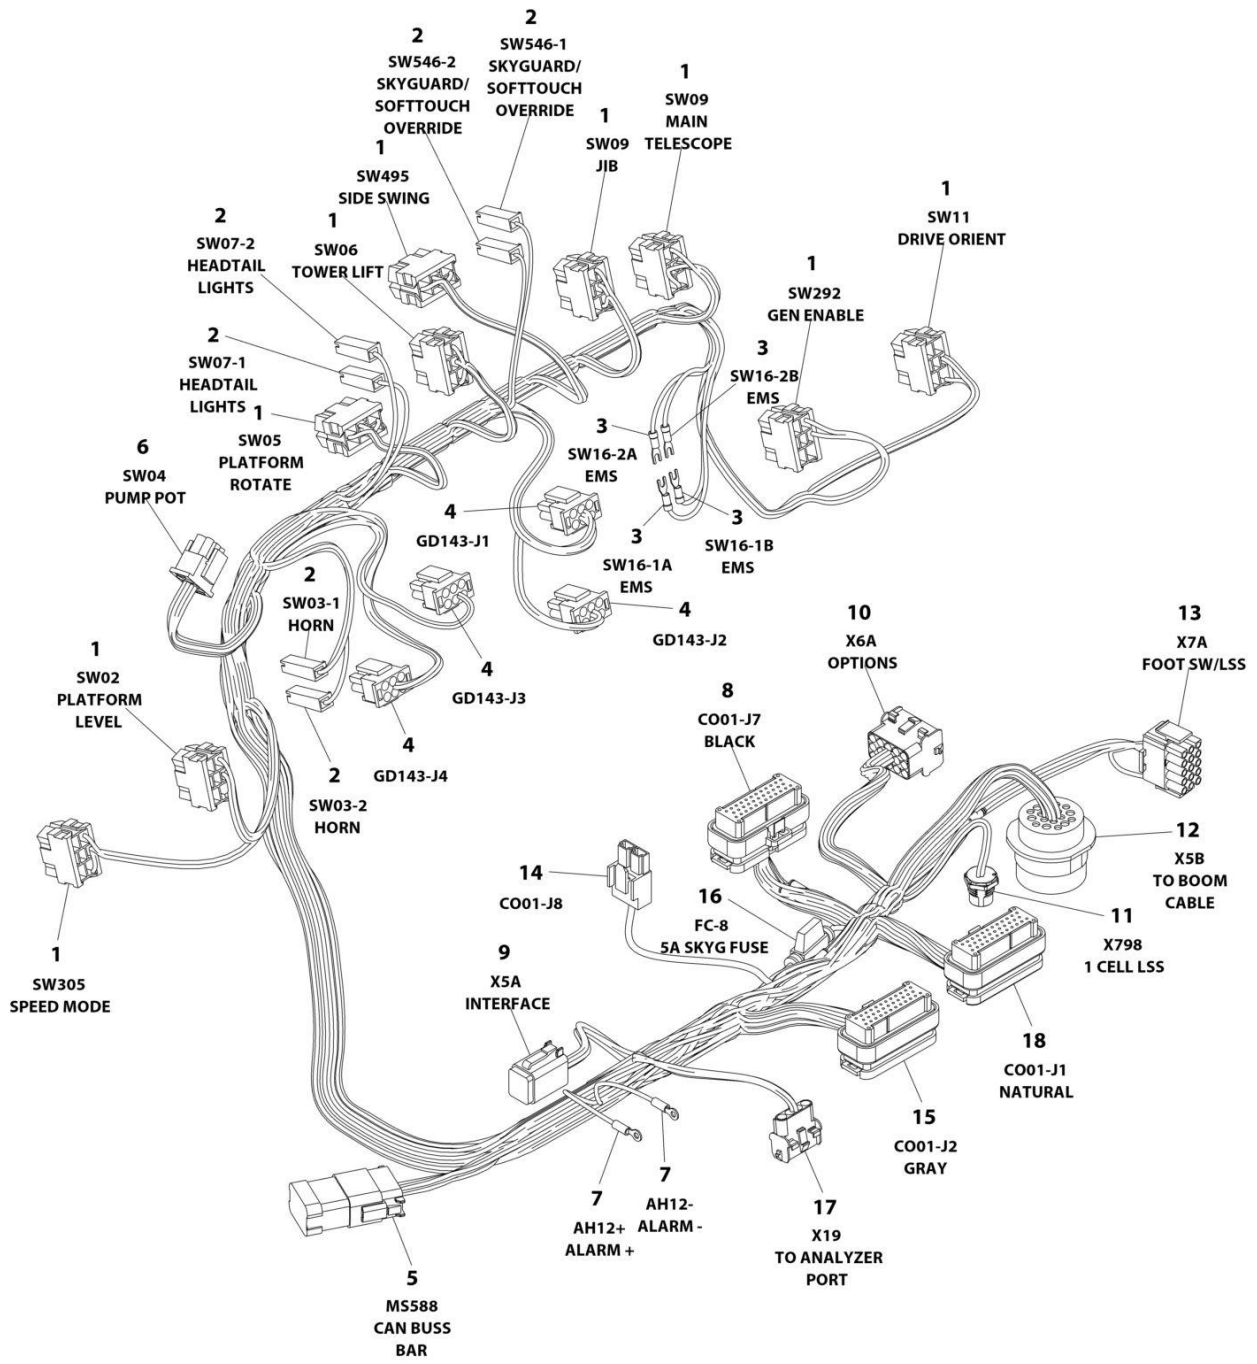 2
SW546-1
SKYGUARD/
SOFTTOUCH
OVERRIDE
2
SW546-2
SKYGUARD/
SOFTTOUCH
OVERRIDE
1
SW09
MAIN
TELESCOPE
1
SW09
JIB
1
SW495
SIDE SWING
1
SW11
DRIVE ORIENT
2
SW07-2
HEADTAIL
LIGHTS
1
SW06
TOWER LIFT
1
SW292
GEN ENABLE
2
SW07-1
HEADTAIL
LIGHTS
3
SW16-2B
EMS
1
SW05
PLATFORM
ROTATE
3
SW16-2A
EMS
6
SW04
PUMP POT
4
GD143-J1
3
SW16-1A
EMS
3
SW16-1B
EMS
2
SW03-1
HORN
4
GD143-J2
10
X6A
OPTIONS
13
X7A
FOOT SW/LSS
1
SW02
PLATFORM
LEVEL
4
GD143-J3
8
CO01-J7
BLACK
4
GD143-J4
2
SW03-2
HORN
12
X5B
TO BOOM
CABLE
14
CO01-J8
16
FC-8
5A SKYG FUSE
11
X798
1 CELL LSS
1
SW305
SPEED MODE
9
X5A
INTERFACE
18
CO01-J1
NATURAL
15
CO01-J2
GRAY
7
AH12+
ALARM +
7
AH12-
ALARM -
17
X19
TO ANALYZER
PORT
5
MS588
CAN BUSS
BAR